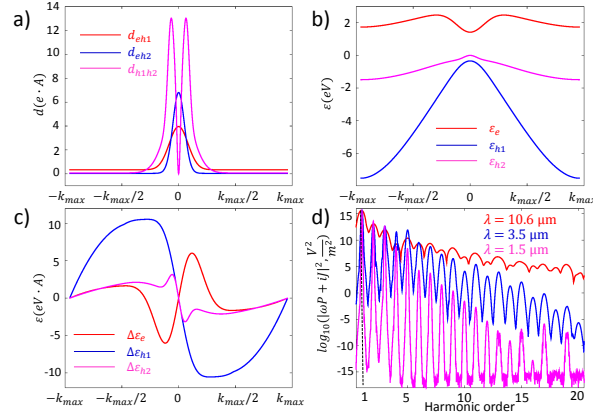 a)
d(e · A)
14
12
10
8
6
4
2
0
d_eh1
d_eh2
d_h1h2
−k_max
−k_max/2
0
k_max/2
k_max
b)
ε(eV)
2
0
-2
-4
-6
ε_e
ε_h1
ε_h2
−k_max
−k_max/2
0
k_max/2
k_max
c)
ε(eV · A)
10
5
0
-5
-10
Δε_e
Δε_h1
Δε_h2
−k_max
−k_max/2
0
k_max/2
k_max
d)
log₁₀(|ωP + ij|², V²/m²)
15
10
5
0
-5
-10
-15
λ = 10.6 μm
λ = 3.5 μm
λ = 1.5 μm
1
5
10
15
20
Harmonic order